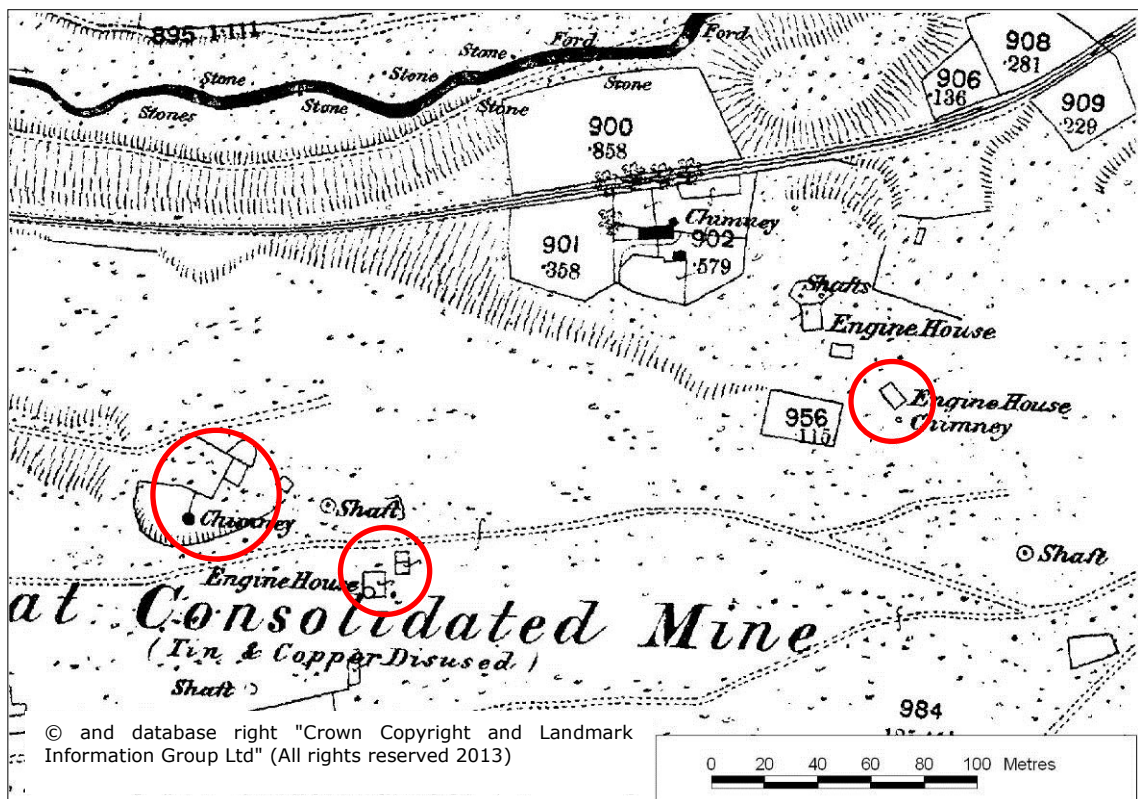 895 1·111
Ford
Ford
Stone
Stone
Stone
Stone
Stones
Stone
Stone
Stone
908
·281
906
·136
909
·229
900
·858
Chimney
901
·358
902
·579
Shafts
Engine House
Engine House
Chimney
956
·115
Chimney
Shaft
Shaft
Engine House
at Consolidated Mine
( Tin & Copper Disused )
Shaft
984
© and database right "Crown Copyright and Landmark
Information Group Ltd" (All rights reserved 2013)
0 20 40 60 80 100 Metres